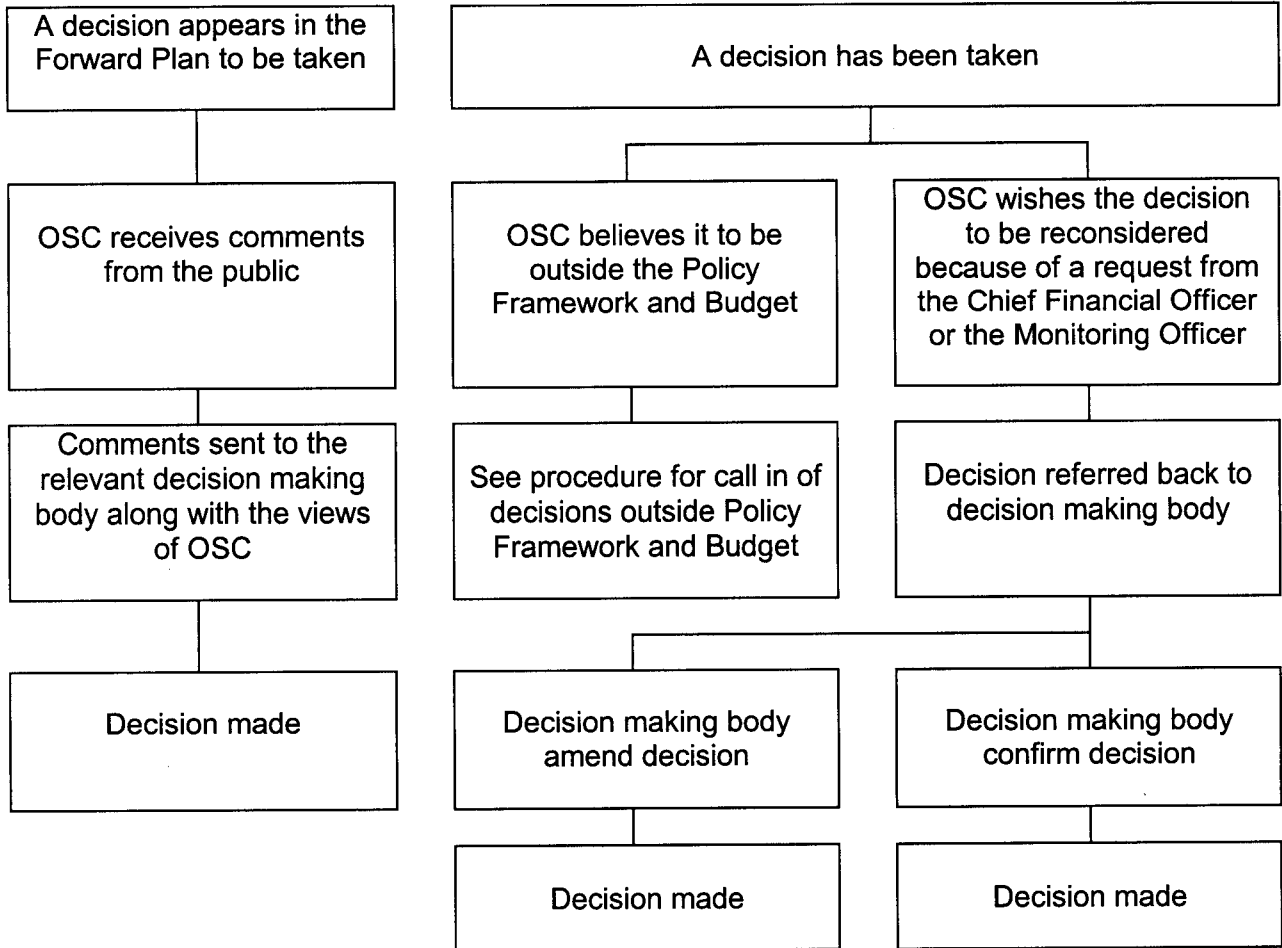 A decision appears in the
Forward Plan to be taken
A decision has been taken
OSC receives comments
from the public
OSC believes it to be
outside the Policy
Framework and Budget
OSC wishes the decision
to be reconsidered
because of a request from
the Chief Financial Officer
or the Monitoring Officer
Comments sent to the
relevant decision making
body along with the views
of OSC
See procedure for call in of
decisions outside Policy
Framework and Budget
Decision referred back to
decision making body
Decision made
Decision making body
amend decision
Decision making body
confirm decision
Decision made
Decision made